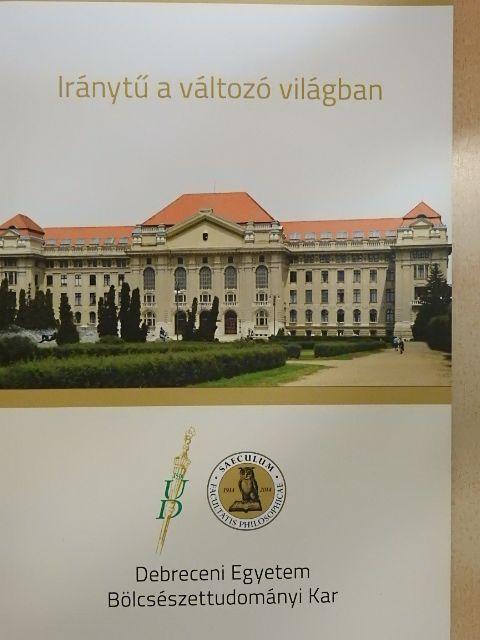 Iránytű a változó világban
UD
SAECULUM
1914 2014
FACULTATIS PHILOSOPHICAE
Debreceni Egyetem
Bölcsészettudományi Kar